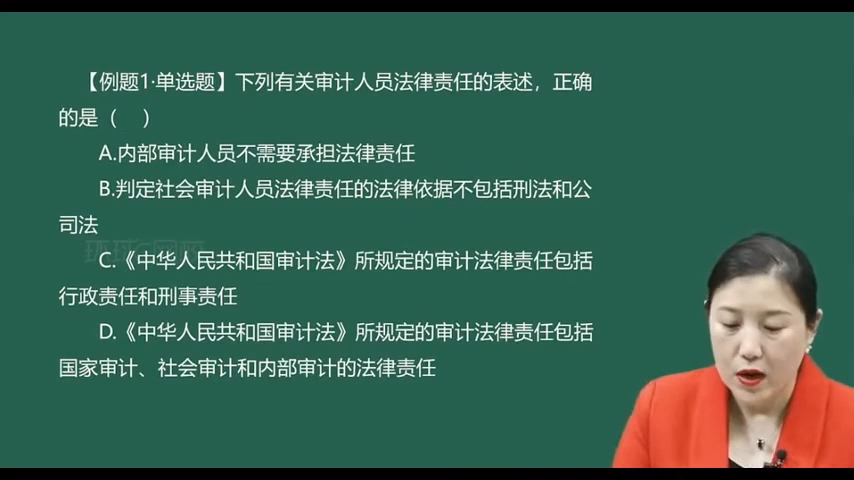 【例题1·单选题】下列有关审计人员法律责任的表述，正确
的是（ ）
A.内部审计人员不需要承担法律责任
B.判定社会审计人员法律责任的法律依据不包括刑法和公
司法
C.《中华人民共和国审计法》所规定的审计法律责任包括
行政责任和刑事责任
D.《中华人民共和国审计法》所规定的审计法律责任包括
国家审计、社会审计和内部审计的法律责任